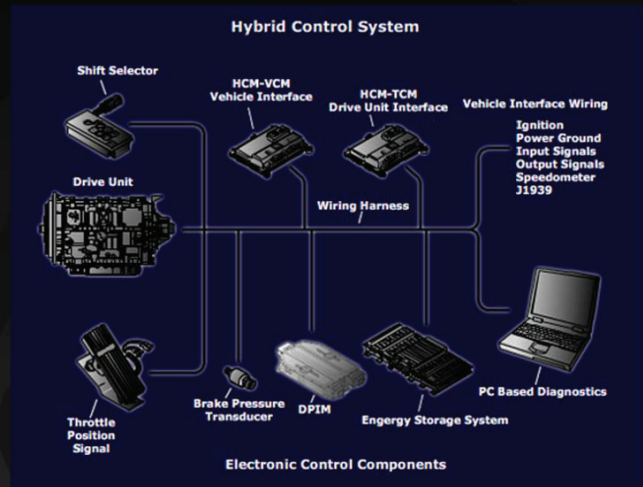 Hybrid Control System
Shift Selector
HCM-VCM
Vehicle Interface
HCM-TCM
Drive Unit Interface
Vehicle Interface Wiring
Ignition
Power Ground
Input Signals
Output Signals
Speedometer
J1939
Drive Unit
Wiring Harness
Throttle
Position
Signal
Brake Pressure
Transducer
DPIM
Engergy Storage System
PC Based Diagnostics
Electronic Control Components